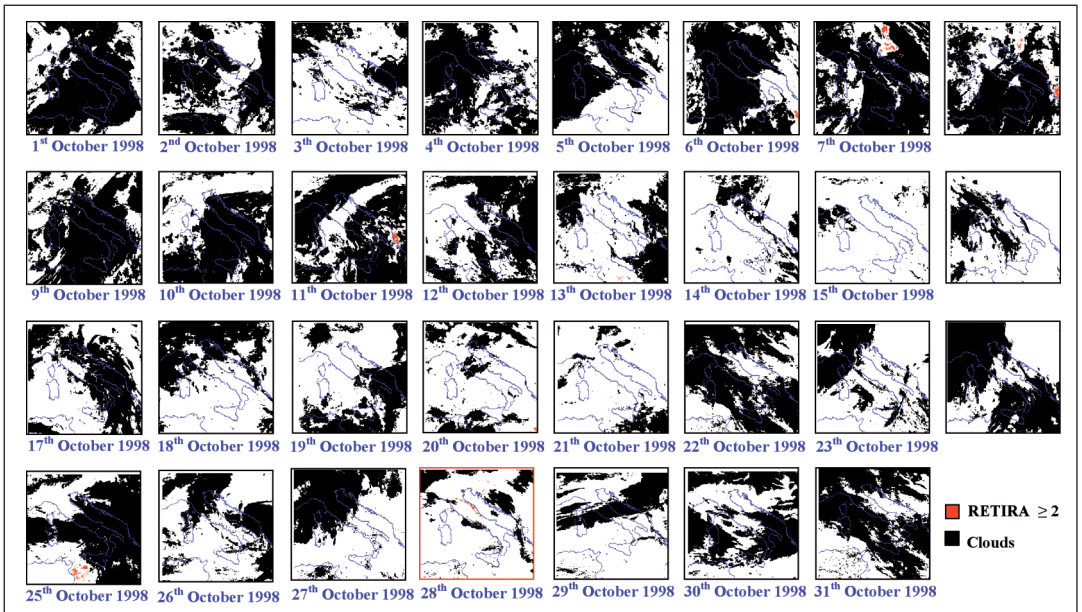 1st October 1998 2nd October 1998 3th October 1998 4th October 1998 5th October 1998 6th October 1998 7th October 1998
9th October 1998 10th October 1998 11th October 1998 12th October 1998 13th October 1998 14th October 1998 15th October 1998
17th October 1998 18th October 1998 19th October 1998 20th October 1998 21th October 1998 22th October 1998 23th October 1998
RETIRA ≥ 2
Clouds
25th October 1998 26th October 1998 27th October 1998 28th October 1998 29th October 1998 30th October 1998 31th October 1998